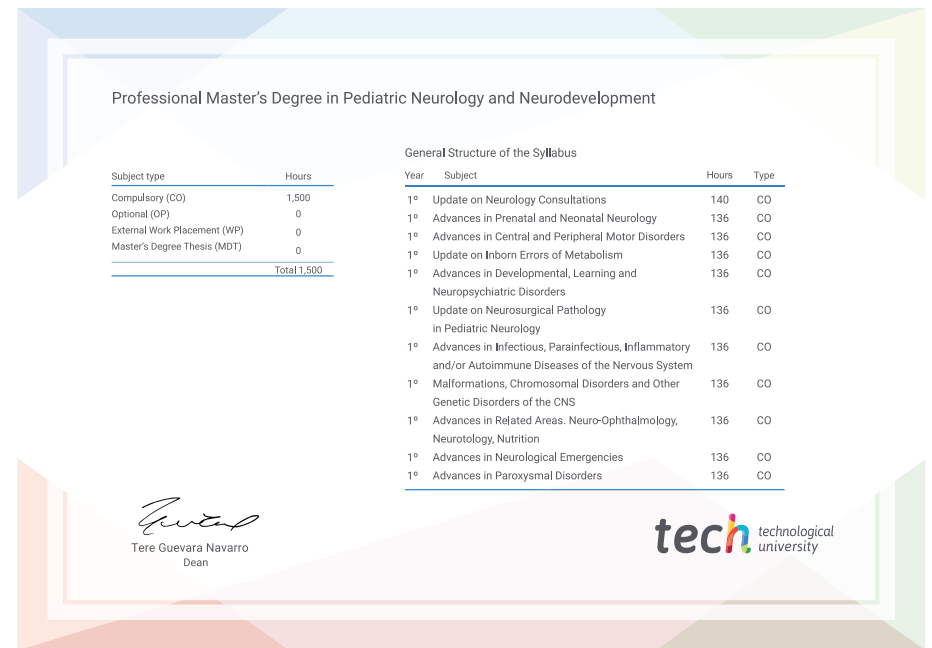 Professional Master's Degree in Pediatric Neurology and Neurodevelopment
Subject type Hours
Compulsory (CO) 1,500
Optional (OP) 0
External Work Placement (WP) 0
Master's Degree Thesis (MDT) 0
Total 1,500
General Structure of the Syllabus
Year Subject Hours Type
1º Update on Neurology Consultations 140 CO
1º Advances in Prenatal and Neonatal Neurology 136 CO
1º Advances in Central and Peripheral Motor Disorders 136 CO
1º Update on Inborn Errors of Metabolism 136 CO
1º Advances in Developmental, Learning and 136 CO
Neuropsychiatric Disorders
1º Update on Neurosurgical Pathology 136 CO
in Pediatric Neurology
1º Advances in Infectious, Parainfectious, Inflammatory 136 CO
and/or Autoimmune Diseases of the Nervous System
1º Malformations, Chromosomal Disorders and Other 136 CO
Genetic Disorders of the CNS
1º Advances in Related Areas. Neuro-Ophthalmology, 136 CO
Neurotology, Nutrition
1º Advances in Neurological Emergencies 136 CO
1º Advances in Paroxysmal Disorders 136 CO
Tere Guevara Navarro
Dean
tech technological
university